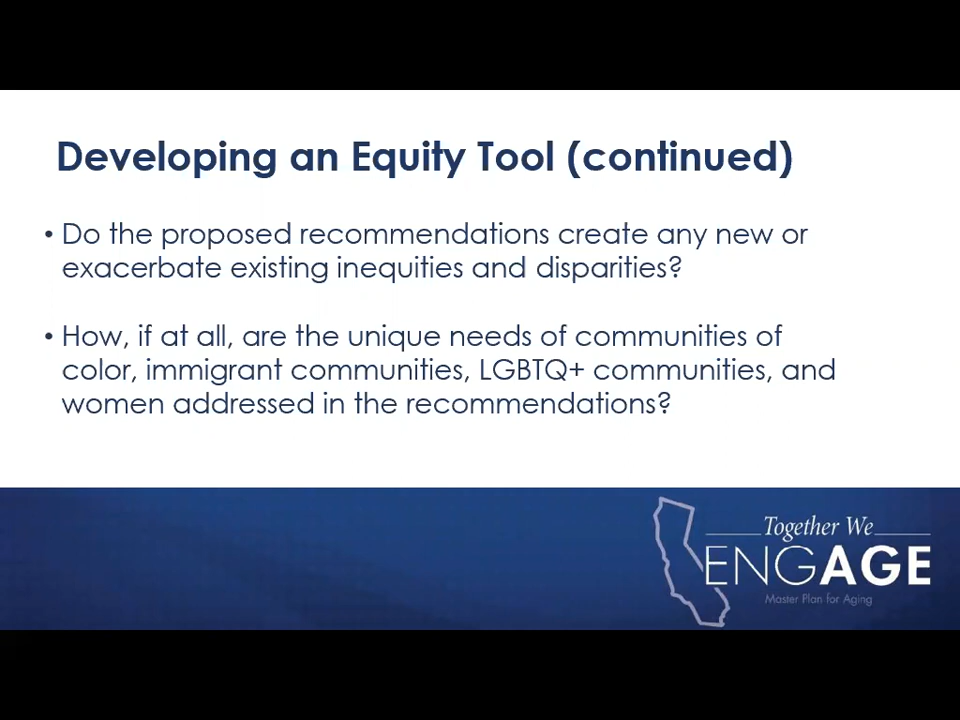 Developing an Equity Tool (continued)
• Do the proposed recommendations create any new or
exacerbate existing inequities and disparities?
• How, if at all, are the unique needs of communities of
color, immigrant communities, LGBTQ+ communities, and
women addressed in the recommendations?
Together We
ENGAGE
Master Plan for Aging